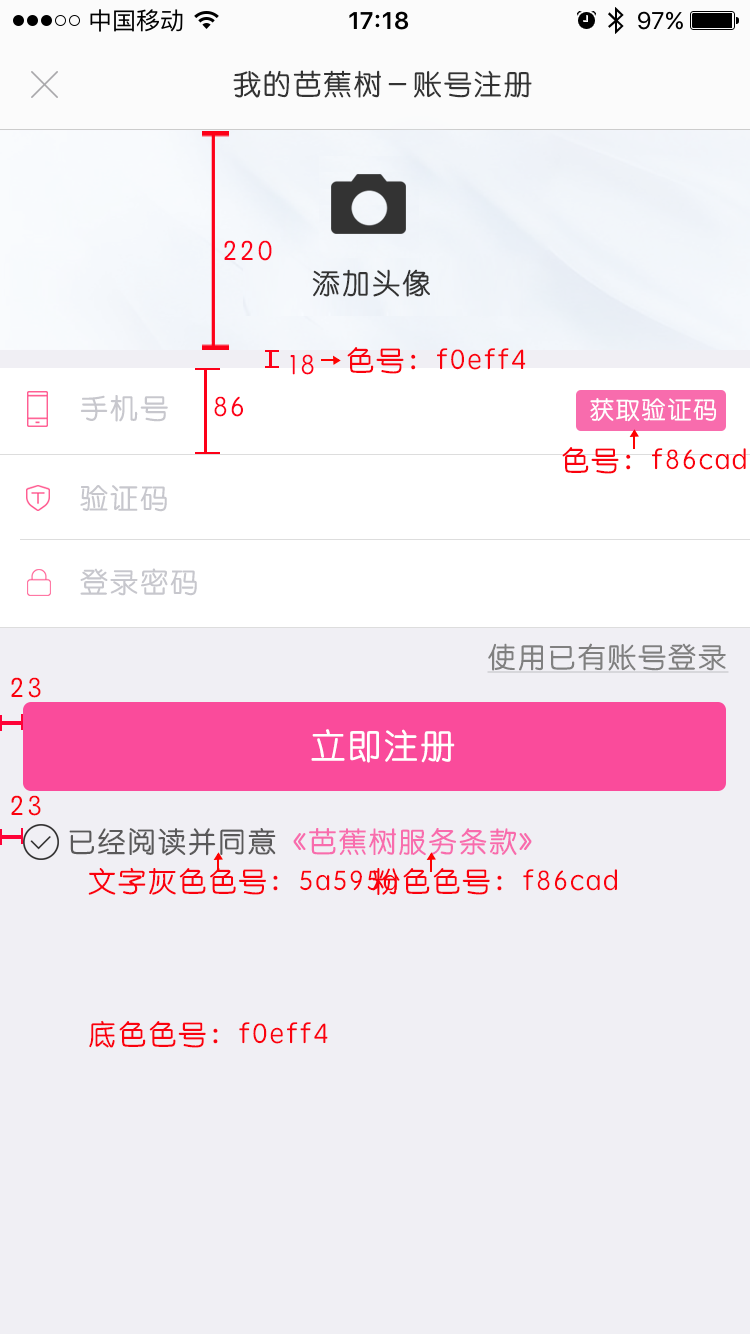 中国移动 17:18 97%
我的芭蕉树－账号注册
220
添加头像
18→色号：f0eff4
手机号 86 获取验证码
色号：f86cad
验证码
登录密码
使用已有账号登录
23
立即注册
23
已经阅读并同意《芭蕉树服务条款》
文字灰色色号：5a595a 粉色色号：f86cad
底色色号：f0eff4